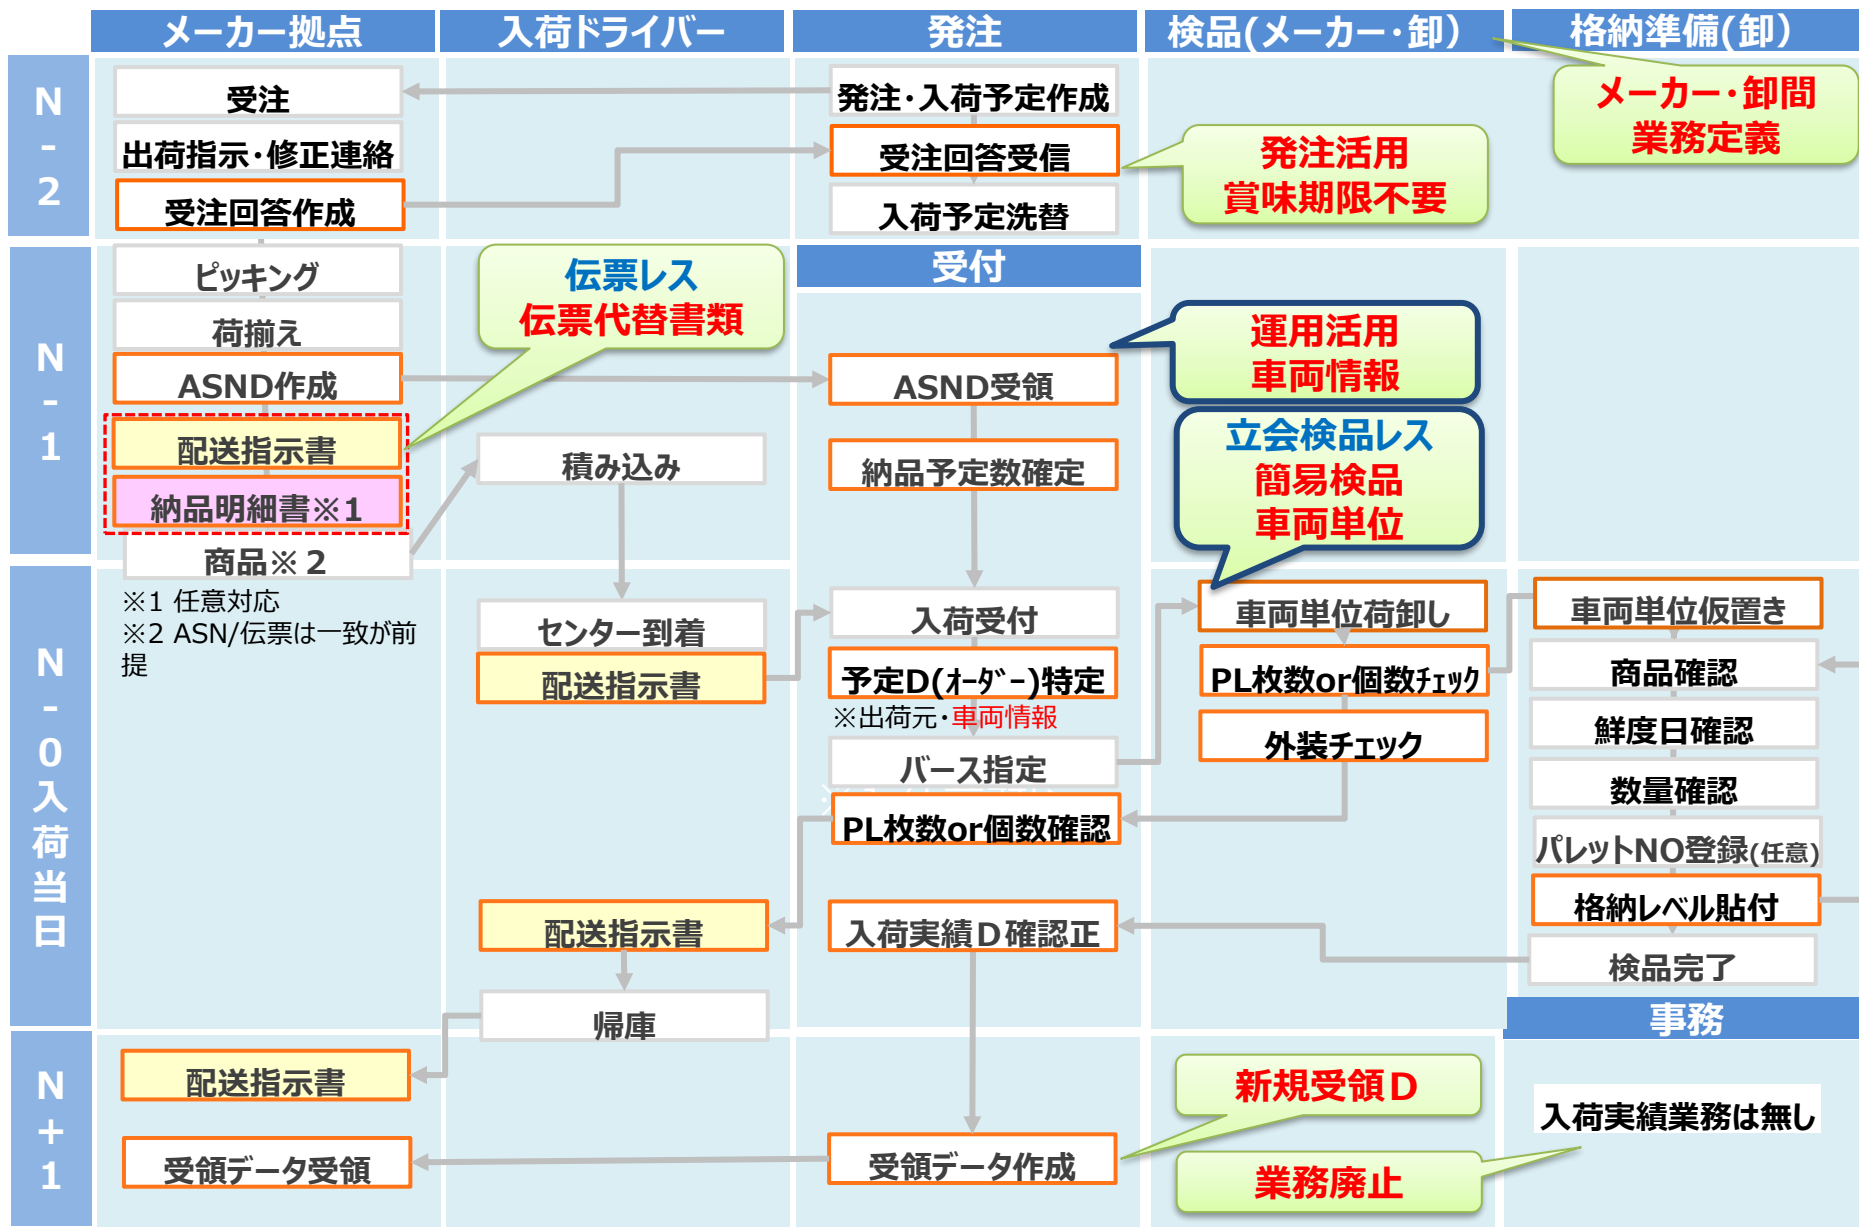 メーカー拠点
入荷ドライバー
発注
検品(メーカー・卸)
格納準備(卸)
N
-
2
受注
出荷指示・修正連絡
受注回答作成
発注・入荷予定作成
受注回答受信
入荷予定洗替
発注活用
賞味期限不要
メーカー・卸間
業務定義
N
-
1
ピッキング
荷揃え
ASND作成
配送指示書
納品明細書※1
商品※２
伝票レス
伝票代替書類
積み込み
受付
ASND受領
納品予定数確定
運用活用
車両情報
立会検品レス
簡易検品
車両単位
N
-
0
入
荷
当
日
※1 任意対応
※2 ASN/伝票は一致が前
提
センター到着
配送指示書
配送指示書
帰庫
入荷受付
予定D(ｵｰﾀﾞｰ)特定
※出荷元・車両情報
バース指定
PL枚数or個数確認
入荷実績Ｄ確認正
車両単位荷卸し
PL枚数or個数ﾁｪｯｸ
外装チェック
車両単位仮置き
商品確認
鮮度日確認
数量確認
パレットNO登録(任意)
格納レベル貼付
検品完了
事務
N
+
1
配送指示書
受領データ受領
受領データ作成
新規受領Ｄ
業務廃止
入荷実績業務は無し